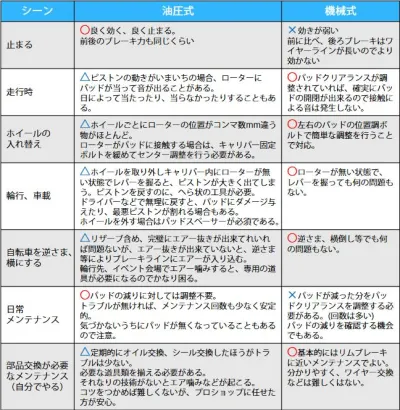 シーン
油圧式
機械式
止まる
〇良く効く、良く止まる。
前後のブレーキ力も同じくらい
×効きが弱い
前に比べ、後ろブレーキはワ
イヤーラインが長いのでより
効かない
走行時
△ピストンの動きがいまいちの場合、ローターに
パッドが当って音が出ることがある。
日によって当たったり、当らなかったりすることもあ
る。
〇パッドクリアランスが調
整されていれば、確実にパッ
ドの開閉が出来るので接触に
よる音は発生しない。
ホイールの
入れ替え
△ホイールごとにローターの位置がコンマ数mm違う
物がほとんど。
ローターがパッドに接触する場合は、キャリパー固定
ボルトを緩めてセンター調整を行う必要がある。
〇左右のパッドの位置調ボ
ルトで簡単な調整を行うこと
で対応。
輪行、車載
△ホイールを取り外しキャリパー内にローターが無
い状態でレバーを握ると、ピストンが大きく出てしま
う。ピストンを戻すのに、へら状の工具が必要。
ドライバーなどで無理に戻すと、パッドにダメージ与
えたり、最悪ピストンが割れる場合もある。
ホイールを外す場合はパッドスペーサーが必須である。
〇ローターが無い状態で、
レバーを握っても何の問題も
ない。
自転車を逆さま、
横にする
△リザーブ含め、完璧にエアー抜きが出来てれいれ
ば問題ないが、エアー抜きが出来ていないと、逆さま
等によりブレーキラインにエアーが入り込む。
輪行先、イベント会場でエアー噛みすると、専用の道
具が必要になるのでかなり困る。
〇逆さま、横倒し等でも何
の問題もない。
日常
メンテナンス
〇パッドの減りに対しては調整不要。
トラブルが無ければ、メンテナンス回数も少なく安定
的。
気づかないうちにパッドが無くなっていることもある
ので注意。
×パッドが減った分をパッ
ドクリアランス調整する必
要がある。(回数は多い)
パッドの減りを確認する機会
でもある。
部品交換が必要
なメンテナンス
(自分でやる)
△定期的にオイル交換、シール交換したほうがトラ
ブルは少ない。
必要な道具類を揃える必要がある。
それなりの技術がないとエア噛みなどが起こる。
コツをつかめば難しくないが、プロショップに任せた
方が安心。
〇基本的にはリムブレーキ
に近いメンテナンスでよい。
分かりやすく、ワイヤー交換
などは難しくはない。